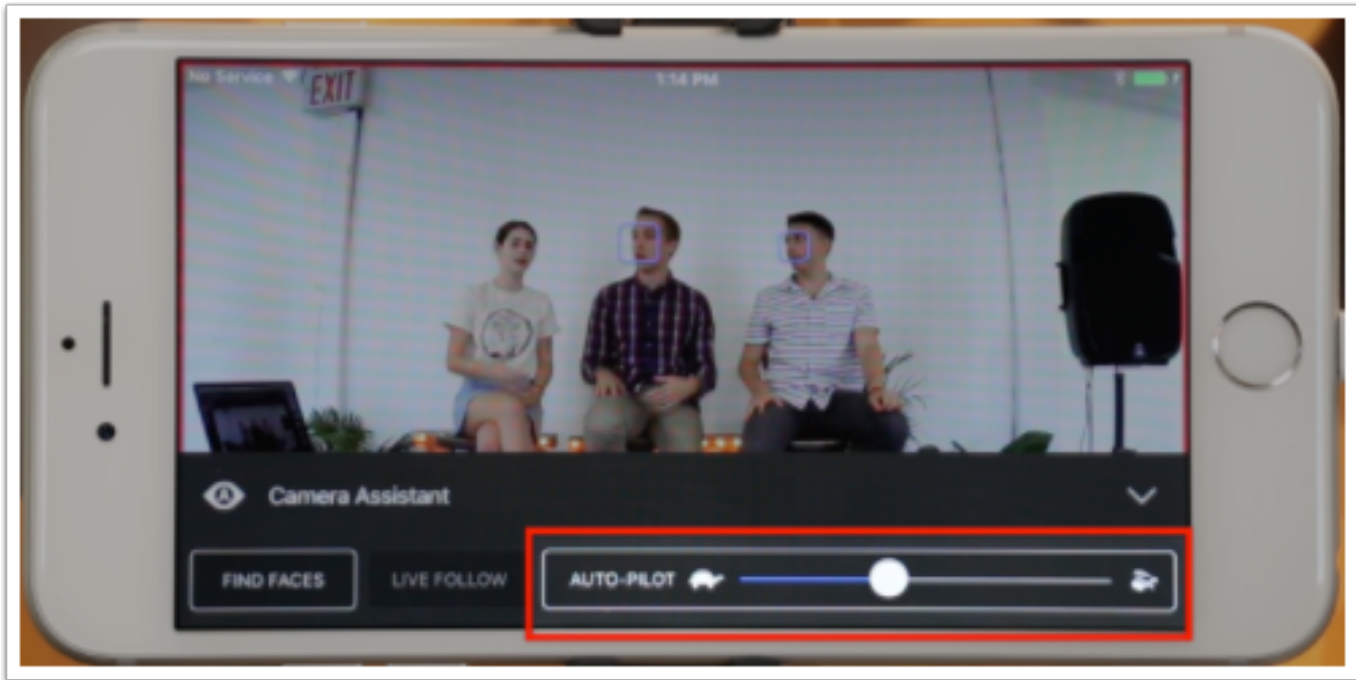 No Service
1:14 PM
EXIT
Camera Assistant
FIND FACES
LIVE FOLLOW
AUTO-PILOT